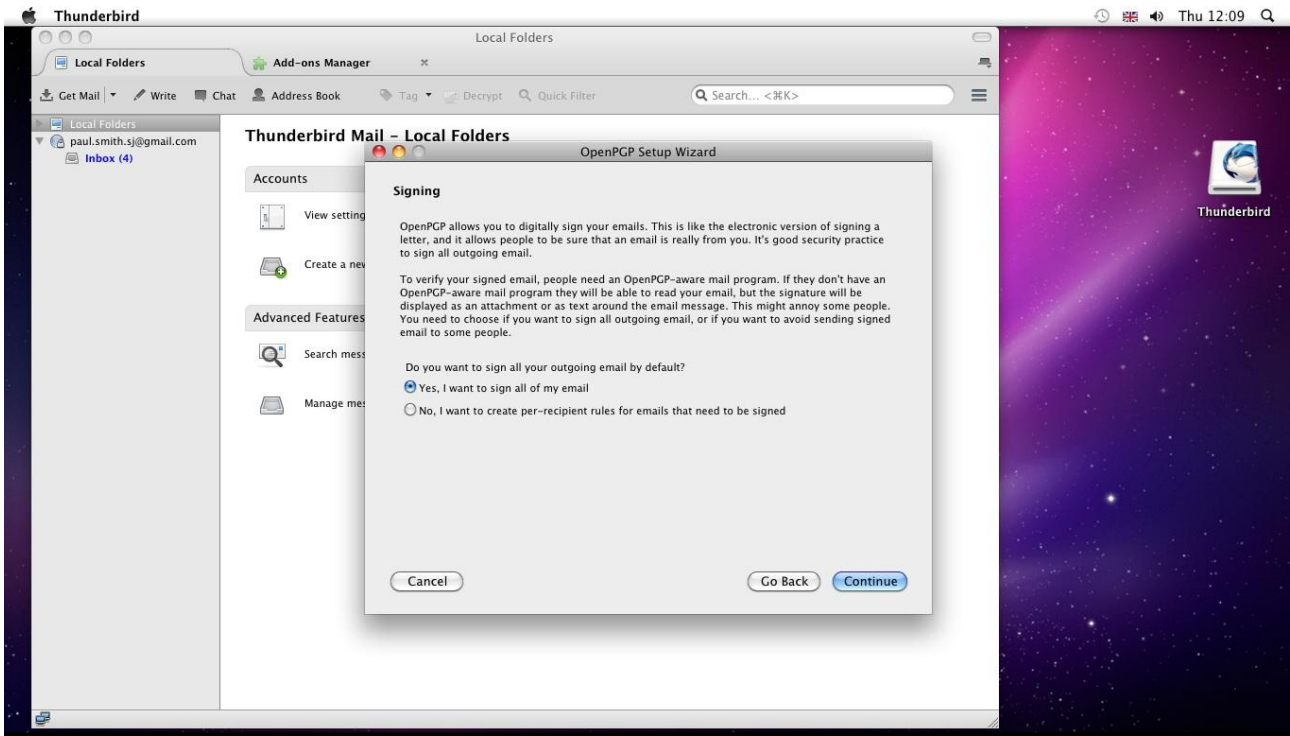 Thunderbird
Thu 12:09
Local Folders
Local Folders
Add-ons Manager
Get Mail
Write
Chat
Address Book
Tag
Decrypt
Quick Filter
Search... <⌘K>
Local Folders
paul.smith.sj@gmail.com
Inbox (4)
Thunderbird Mail – Local Folders
Accounts
View setting
Create a new
Advanced Features
Search mess
Manage mes
OpenPGP Setup Wizard
Signing
OpenPGP allows you to digitally sign your emails. This is like the electronic version of signing a
letter, and it allows people to be sure that an email is really from you. It's good security practice
to sign all outgoing email.
To verify your signed email, people need an OpenPGP-aware mail program. If they don't have an
OpenPGP-aware mail program they will be able to read your email, but the signature will be
displayed as an attachment or as text around the email message. This might annoy some people.
You need to choose if you want to sign all outgoing email, or if you want to avoid sending signed
email to some people.
Do you want to sign all your outgoing email by default?
Yes, I want to sign all of my email
No, I want to create per-recipient rules for emails that need to be signed
Cancel
Go Back
Continue
Thunderbird